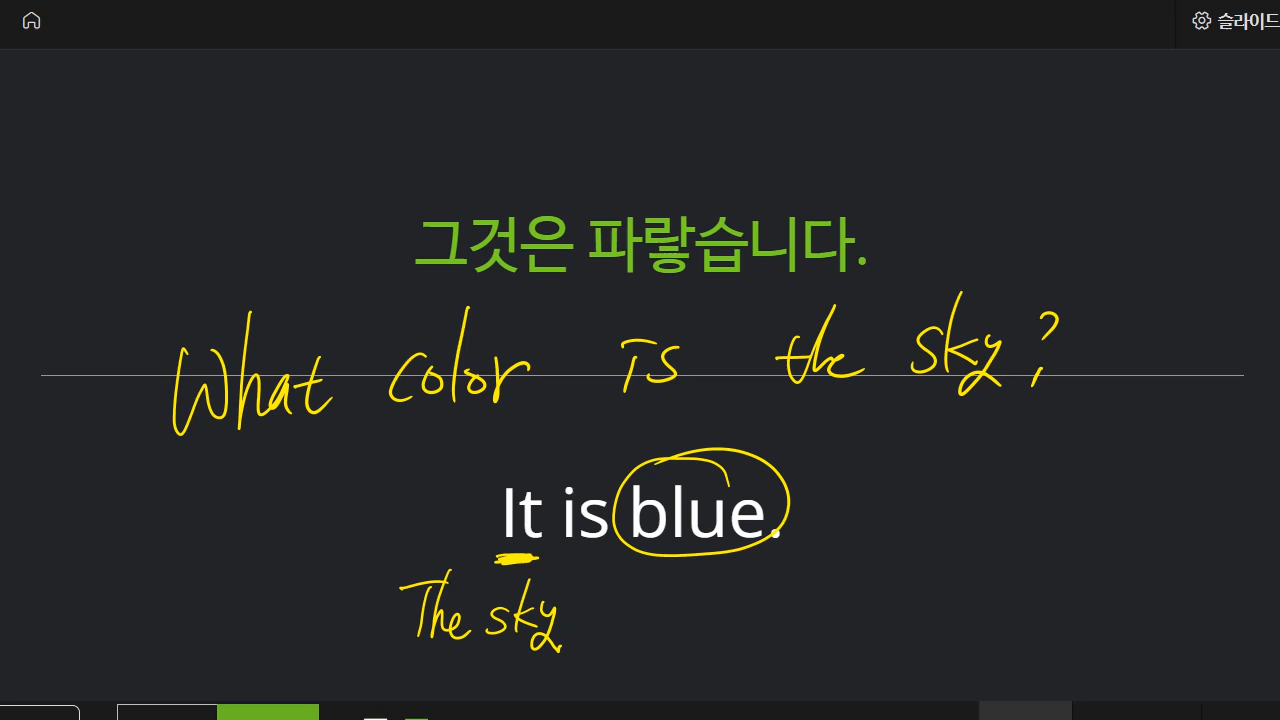 슬라이드
그것은 파랗습니다.
What color is the sky?
It is blue.
The sky